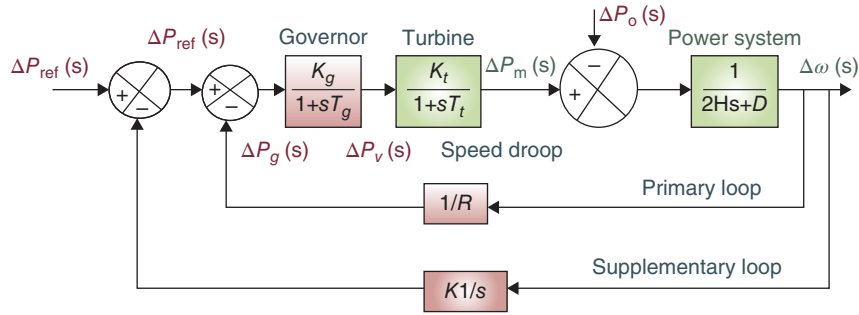 ΔP_ref (s)
ΔP_ref (s)
+
−
+
−
Governor
K_g
1+sT_g
Turbine
K_t
1+sT_t
ΔP_m (s)
ΔP_o (s)
−
+
Power system
1
2Hs+D
Δω (s)
ΔP_g (s)
ΔP_v (s)
Speed droop
1/R
Primary loop
K1/s
Supplementary loop